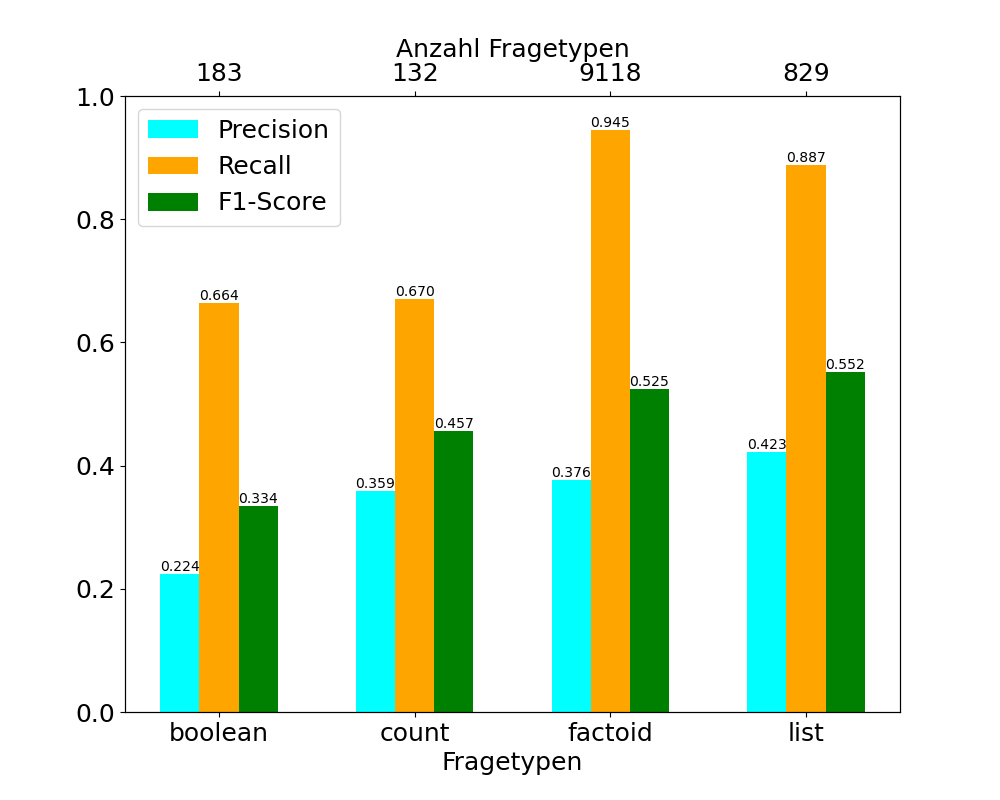 Anzahl Fragetypen
183 132 9118 829
1.0
0.8
0.6
0.4
0.2
0.0
Precision
Recall
F1-Score
0.224
0.664
0.334
0.359
0.670
0.457
0.376
0.945
0.525
0.423
0.887
0.552
boolean count factoid list
Fragetypen